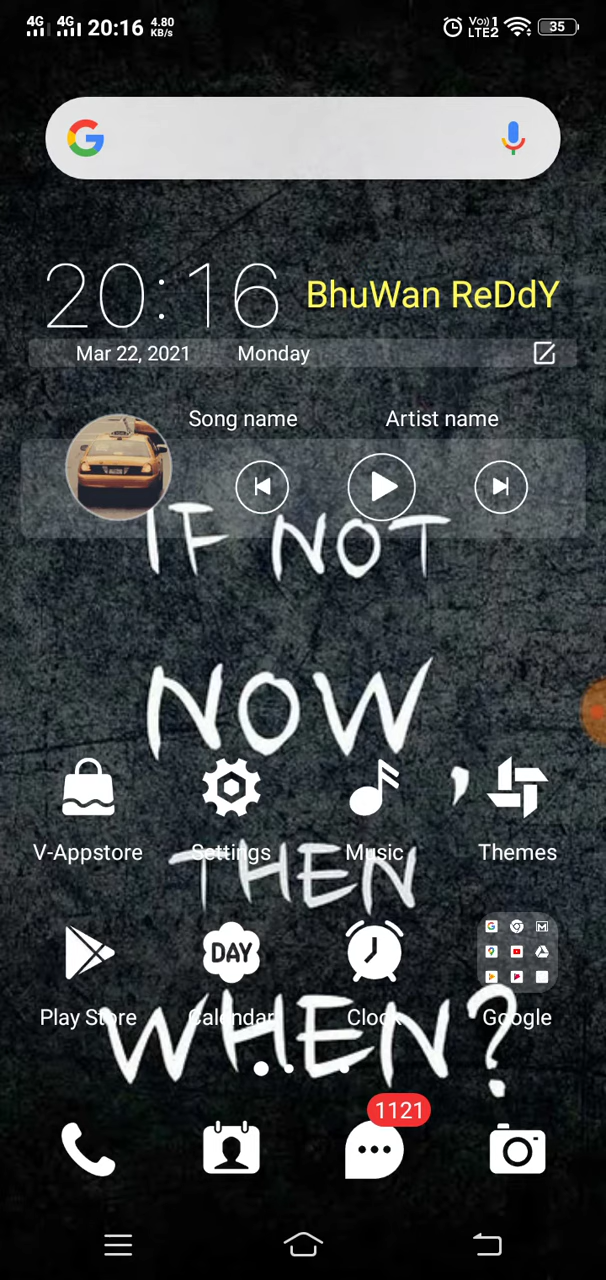 4G 4G 20:16 4.80 KB/s Vo)) 1 LTE2 35
20:16 BhuWan ReDdY
Mar 22, 2021 Monday
Song name Artist name
IF NOT
NOW,
V-Appstore Settings Music Themes
THEN
DAY
Play Store Calendar Clock Google
WHEN?
1121